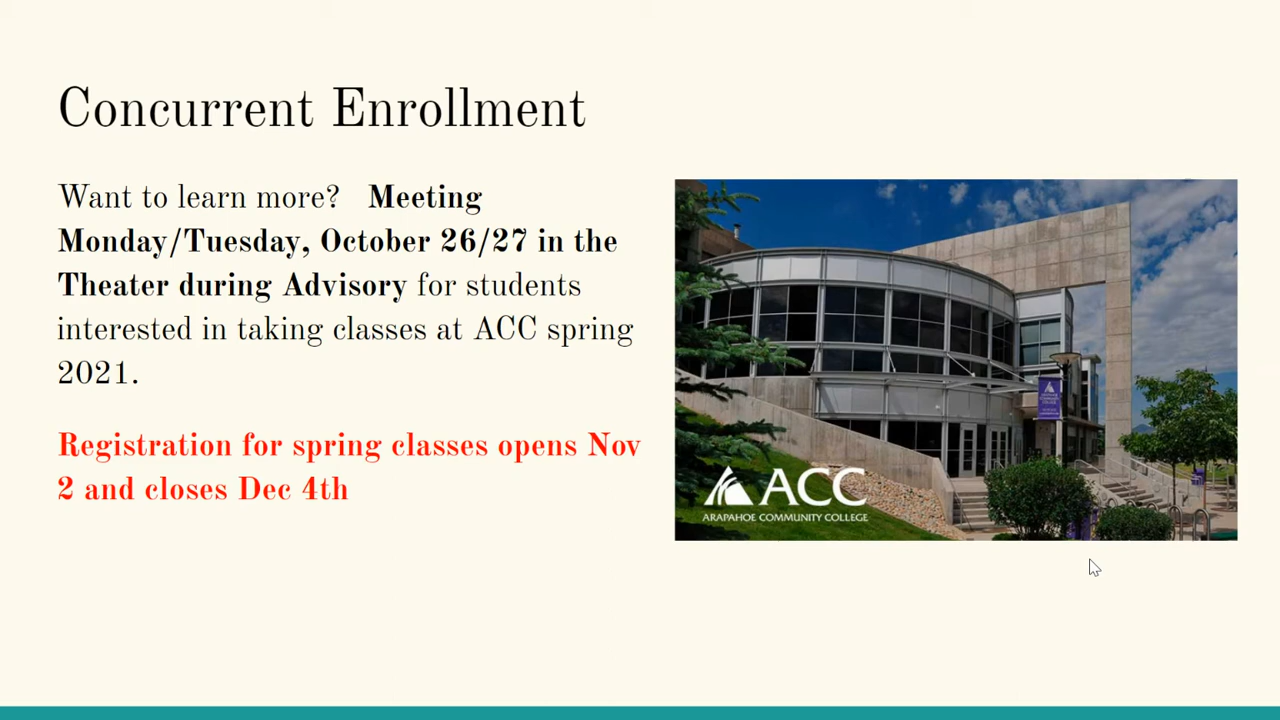 Concurrent Enrollment
Want to learn more? Meeting
Monday/Tuesday, October 26/27 in the
Theater during Advisory for students
interested in taking classes at ACC spring
2021.
Registration for spring classes opens Nov
2 and closes Dec 4th
ACC
ARAPAHOE COMMUNITY COLLEGE